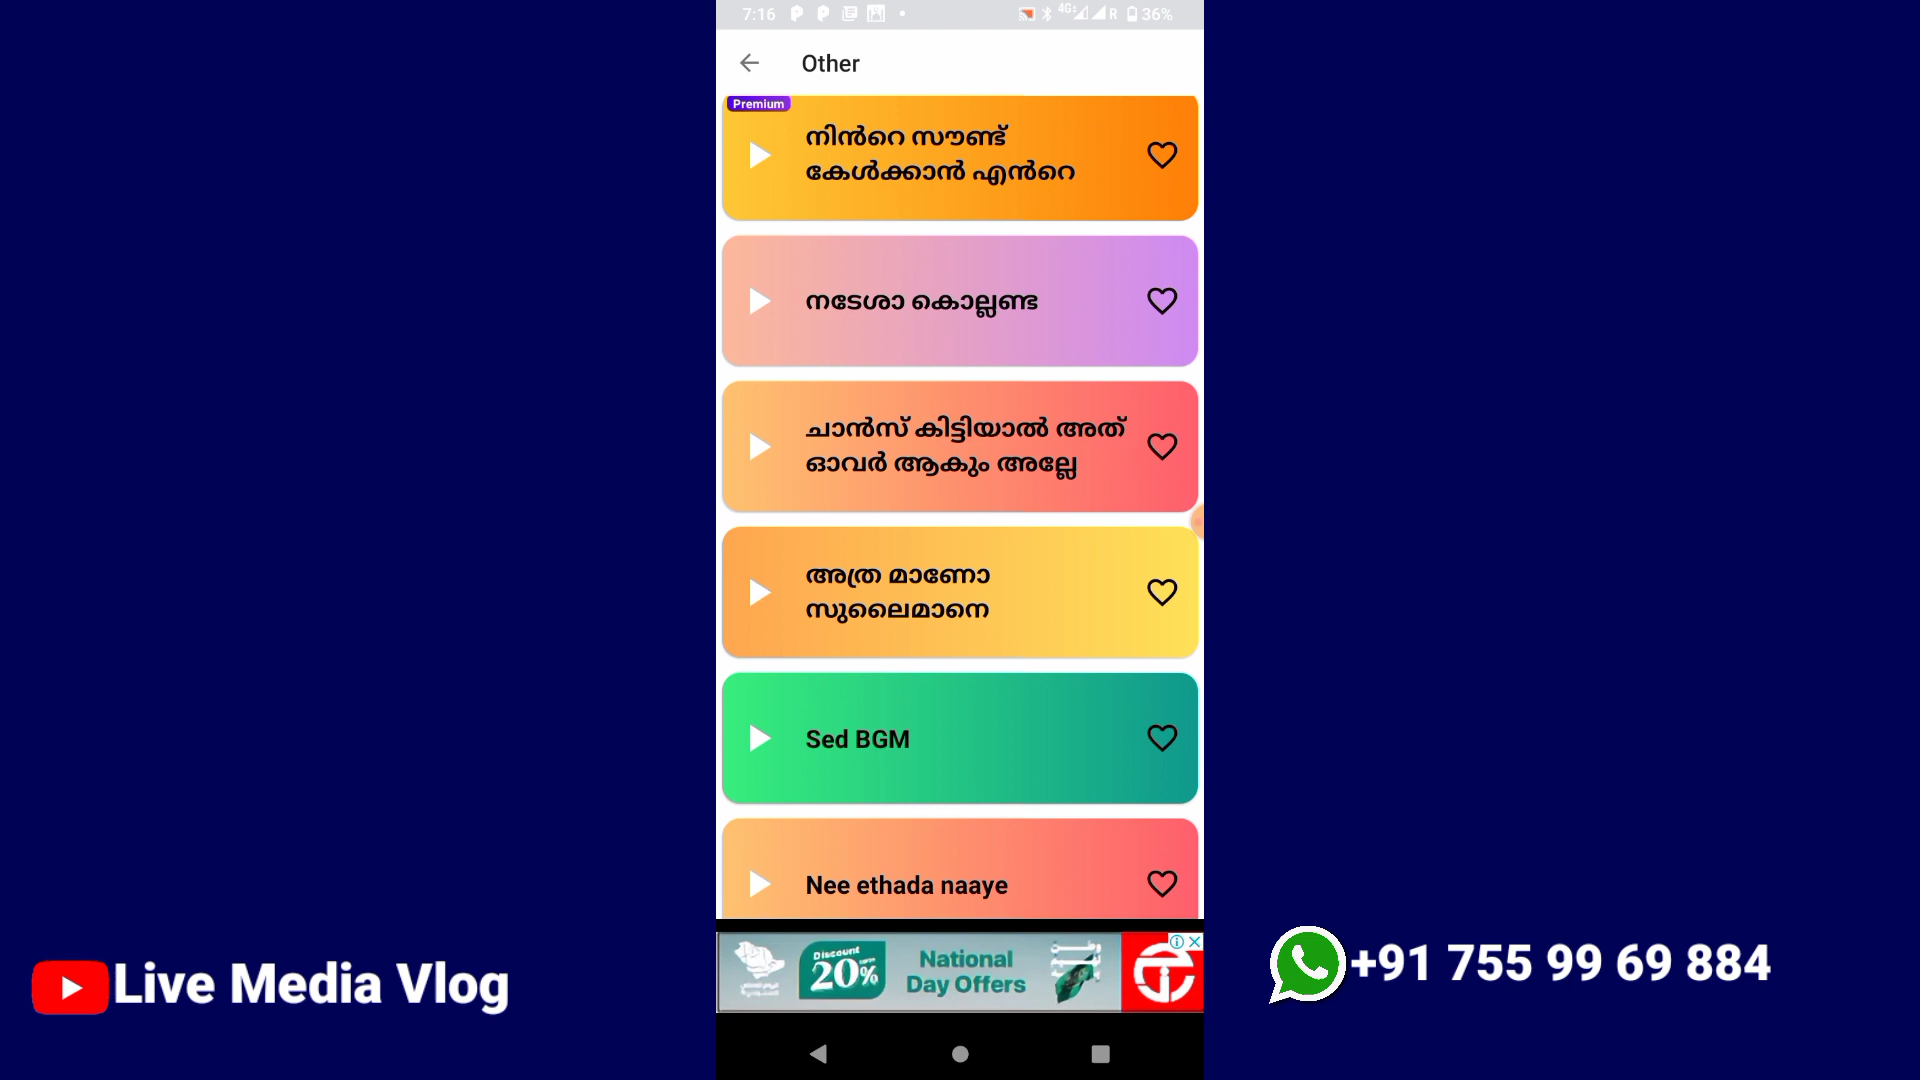 7:16
4G
R
36%
Other
Premium
നിൻറെ സൗണ്ട്
കേൾക്കാൻ എൻറെ
നടേശാ കൊല്ലണ്ട
ചാൻസ് കിട്ടിയാൽ അത്
ഓവർ ആകും അല്ലേ
അത്ര മാണോ
സുലൈമാനെ
Sed BGM
Nee ethada naaye
Discount
20%
National
Day Offers
Live Media Vlog
+91 755 99 69 884